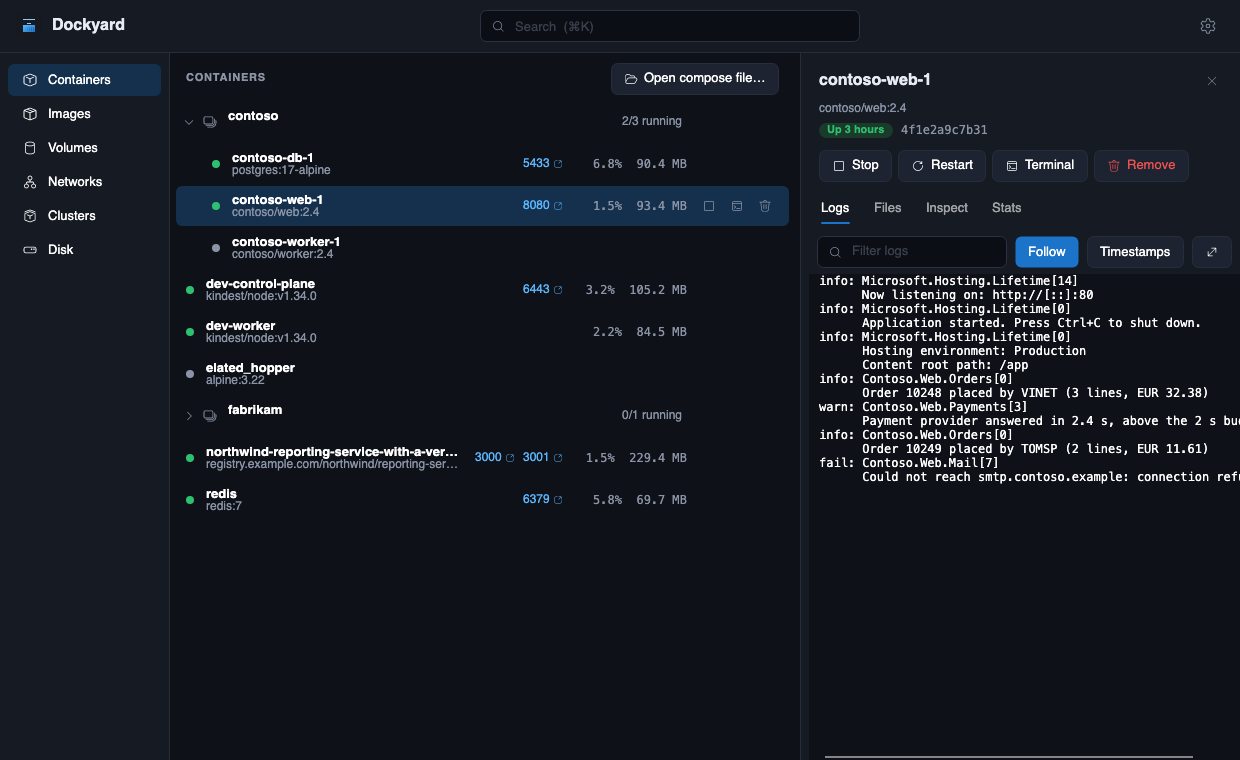 Dockyard
Search (⌘K)
Containers
Images
Volumes
Networks
Clusters
Disk
CONTAINERS
Open compose file…
contoso
2/3 running
contoso-db-1
postgres:17-alpine
5433
6.8% 90.4 MB
contoso-web-1
contoso/web:2.4
8080
1.5% 93.4 MB
contoso-worker-1
contoso/worker:2.4
dev-control-plane
kindest/node:v1.34.0
6443
3.2% 105.2 MB
dev-worker
kindest/node:v1.34.0
2.2% 84.5 MB
elated_hopper
alpine:3.22
fabrikam
0/1 running
northwind-reporting-service-with-a-ver…
registry.example.com/northwind/reporting-ser…
3000 3001
1.5% 229.4 MB
redis
redis:7
6379
5.8% 69.7 MB
contoso-web-1
contoso/web:2.4
Up 3 hours 4f1e2a9c7b31
Stop Restart Terminal Remove
Logs Files Inspect Stats
Filter logs
Follow Timestamps
info: Microsoft.Hosting.Lifetime[14]
Now listening on: http://[::]:80
info: Microsoft.Hosting.Lifetime[0]
Application started. Press Ctrl+C to shut down.
info: Microsoft.Hosting.Lifetime[0]
Hosting environment: Production
Content root path: /app
info: Contoso.Web.Orders[0]
Order 10248 placed by VINET (3 lines, EUR 32.38)
warn: Contoso.Web.Payments[3]
Payment provider answered in 2.4 s, above the 2 s
info: Contoso.Web.Orders[0]
Order 10249 placed by TOMSP (2 lines, EUR 11.61)
fail: Contoso.Web.Mail[7]
Could not reach smtp.contoso.example: connection